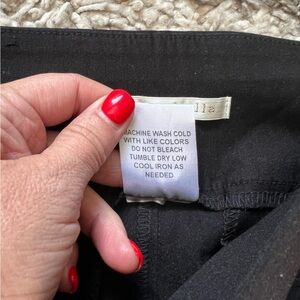 MACHINE WASH COLD
WITH LIKE COLORS
DO NOT BLEACH
TUMBLE DRY LOW
COOL IRON AS
NEEDED